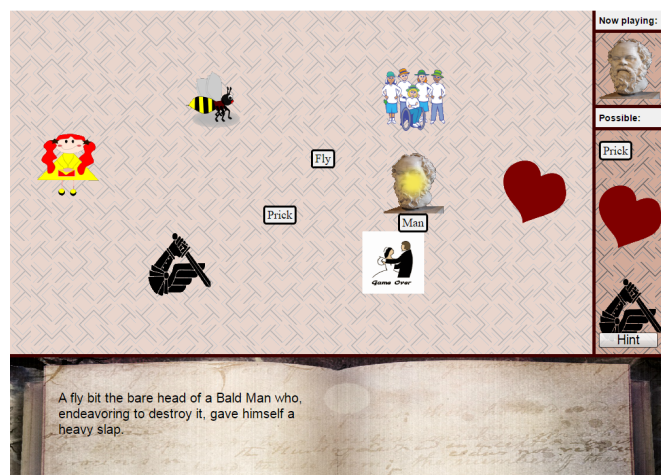 Now playing:
Possible:
Prick
Fly
Prick
Man
Game Over
Hint
A fly bit the bare head of a Bald Man who,
endeavoring to destroy it, gave himself a
heavy slap.